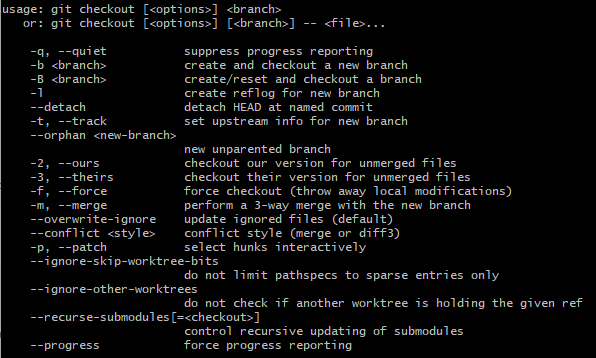 usage: git checkout [<options>] <branch>
or: git checkout [<options>] [<branch>] -- <file>...
-q, --quiet suppress progress reporting
-b <branch> create and checkout a new branch
-B <branch> create/reset and checkout a branch
-l create reflog for new branch
--detach detach HEAD at named commit
-t, --track set upstream info for new branch
--orphan <new-branch>
new unparented branch
-2, --ours checkout our version for unmerged files
-3, --theirs checkout their version for unmerged files
-f, --force force checkout (throw away local modifications)
-m, --merge perform a 3-way merge with the new branch
--overwrite-ignore update ignored files (default)
--conflict <style> conflict style (merge or diff3)
-p, --patch select hunks interactively
--ignore-skip-worktree-bits
do not limit pathspecs to sparse entries only
--ignore-other-worktrees
do not check if another worktree is holding the given ref
--recurse-submodules[=<checkout>]
control recursive updating of submodules
--progress force progress reporting